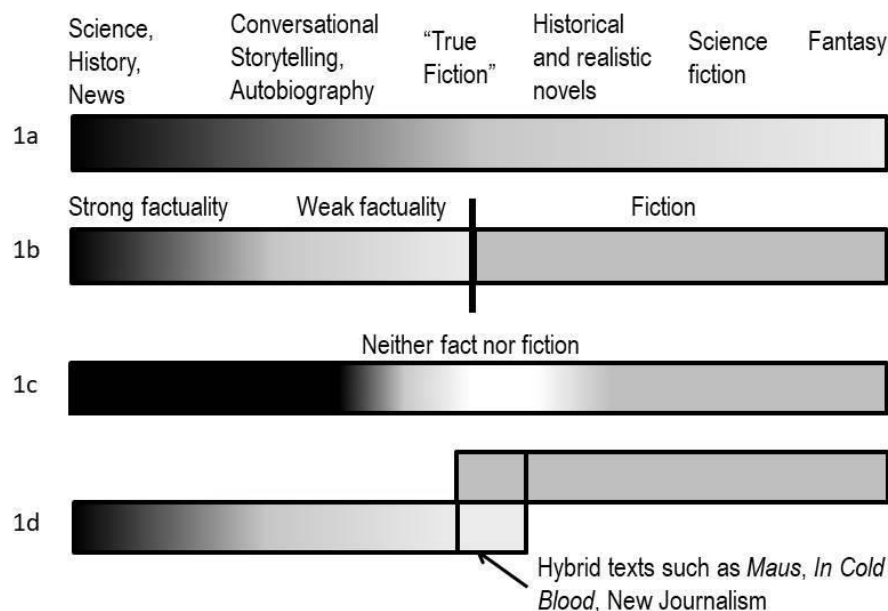 Science,
History,
News
Conversational
Storytelling,
Autobiography
“True
Fiction”
Historical
and realistic
novels
Science
fiction
Fantasy
1a
Strong factuality
Weak factuality
Fiction
1b
Neither fact nor fiction
1c
1d
Hybrid texts such as Maus, In Cold
Blood, New Journalism